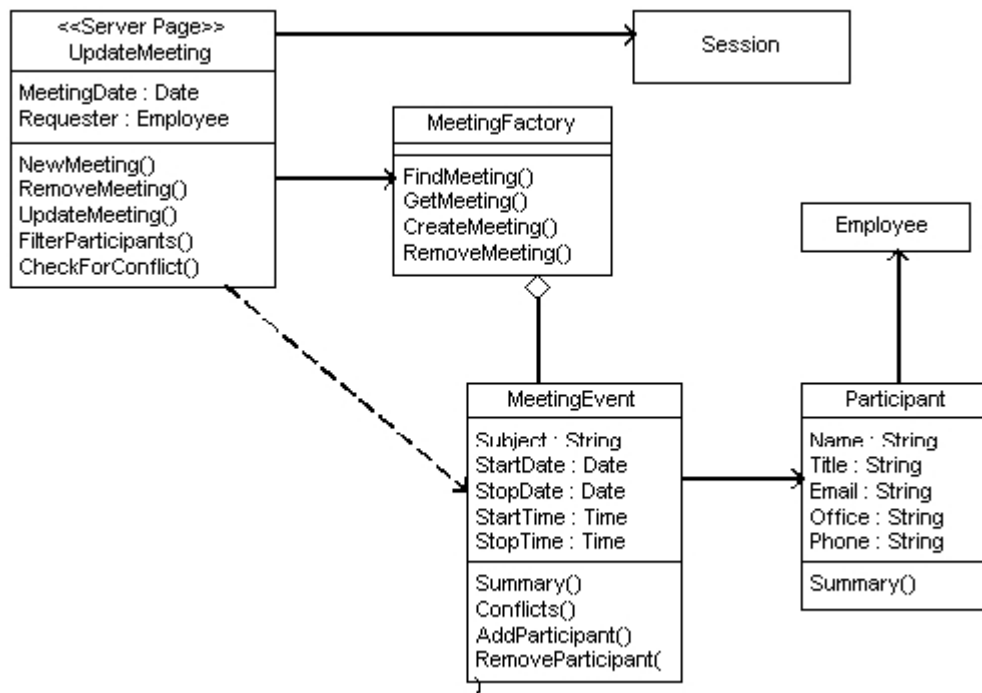 <<Server Page>>
UpdateMeeting
MeetingDate : Date
Requester : Employee
NewMeeting()
RemoveMeeting()
UpdateMeeting()
FilterParticipants()
CheckForConflict()
Session
MeetingFactory
FindMeeting()
GetMeeting()
CreateMeeting()
RemoveMeeting()
Employee
MeetingEvent
Subject : String
StartDate : Date
StopDate : Date
StartTime : Time
StopTime : Time
Summary()
Conflicts()
AddParticipant()
RemoveParticipant(
)
Participant
Name : String
Title : String
Email : String
Office : String
Phone : String
Summary()